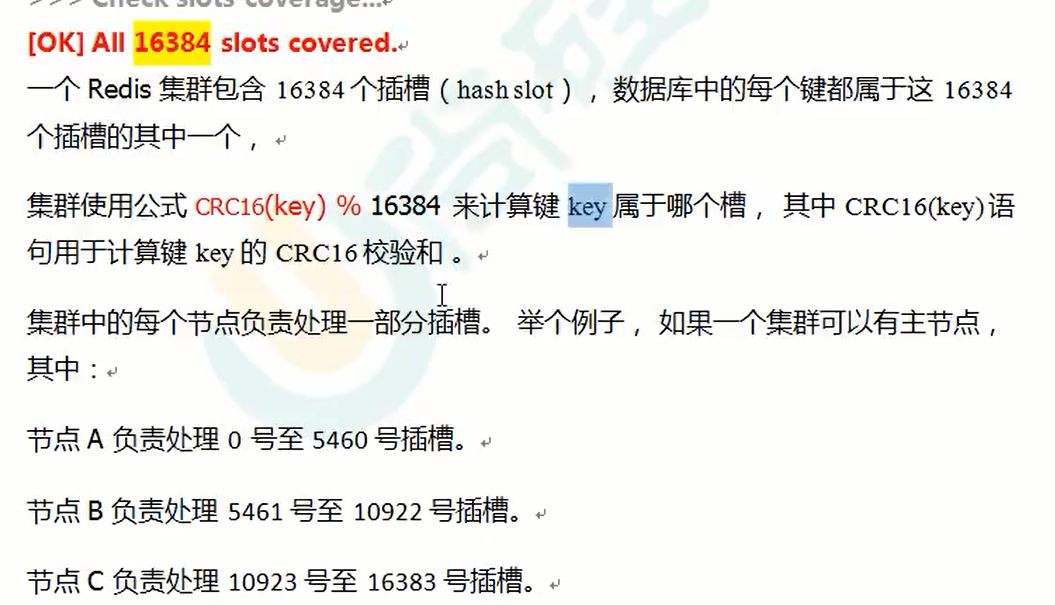 >>> Check slots coverage...
[OK] All 16384 slots covered.
一个 Redis 集群包含 16384 个插槽（hash slot），数据库中的每个键都属于这 16384
个插槽的其中一个，
集群使用公式 CRC16(key) % 16384 来计算键 key 属于哪个槽， 其中 CRC16(key) 语
句用于计算键 key 的 CRC16 校验和 。
集群中的每个节点负责处理一部分插槽。 举个例子， 如果一个集群可以有主节点，
其中：
节点 A 负责处理 0 号至 5460 号插槽。
节点 B 负责处理 5461 号至 10922 号插槽。
节点 C 负责处理 10923 号至 16383 号插槽。